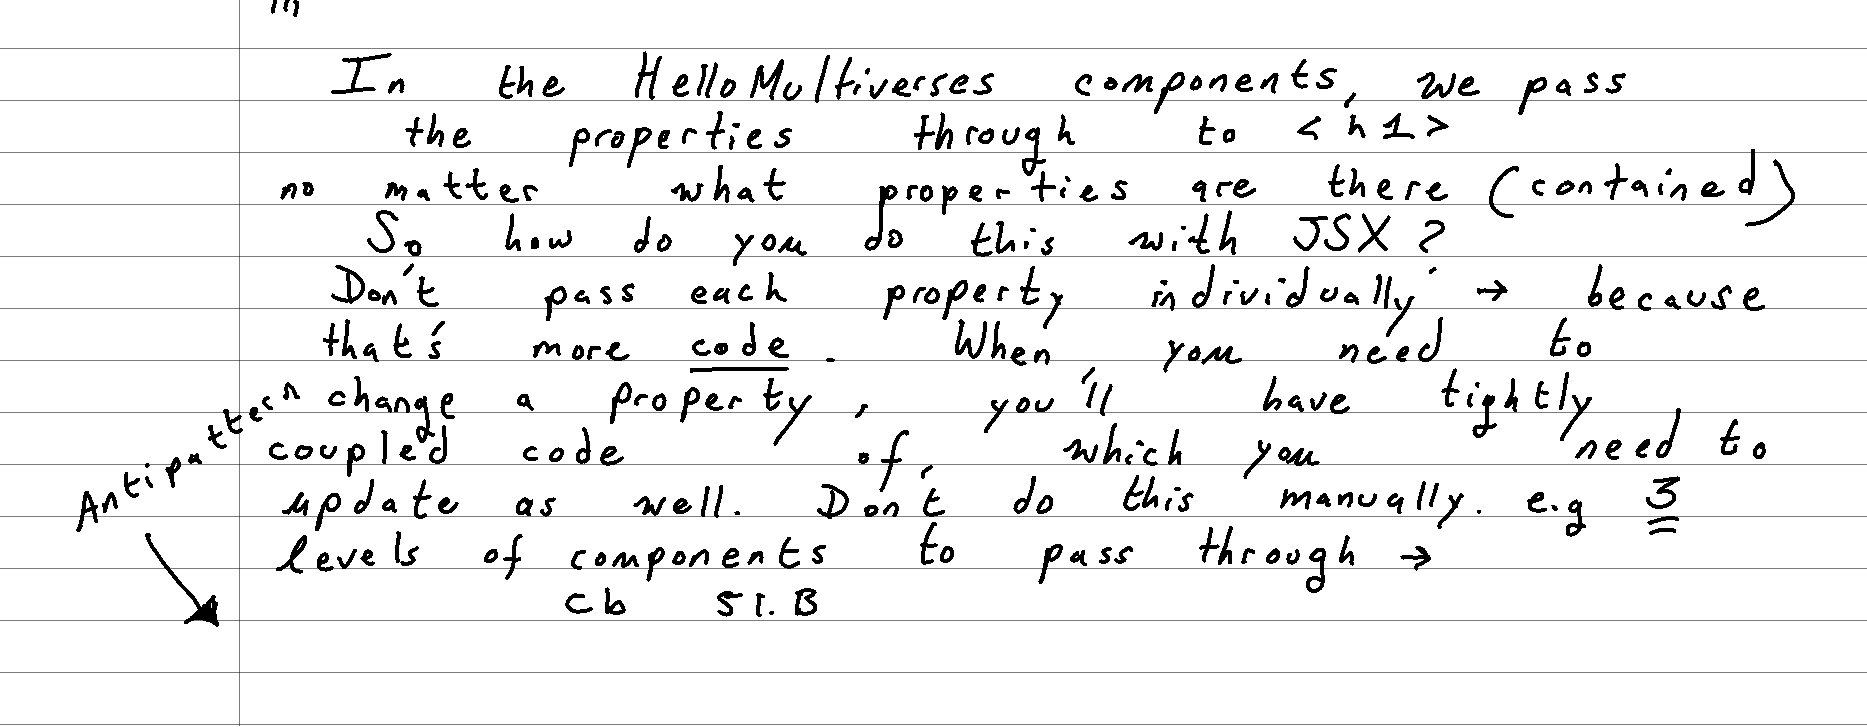 In the HelloMultiverses components, we pass
the properties through to <h1>
no matter what properties are there (contained)
So how do you do this with JSX?
Don't pass each property individually → because
that's more code. When you need to
change a property, you'll have tightly
coupled code of, which you need to
update as well. Don't do this manually. e.g 3
levels of components to pass through →
cb 51.B
Antipattern